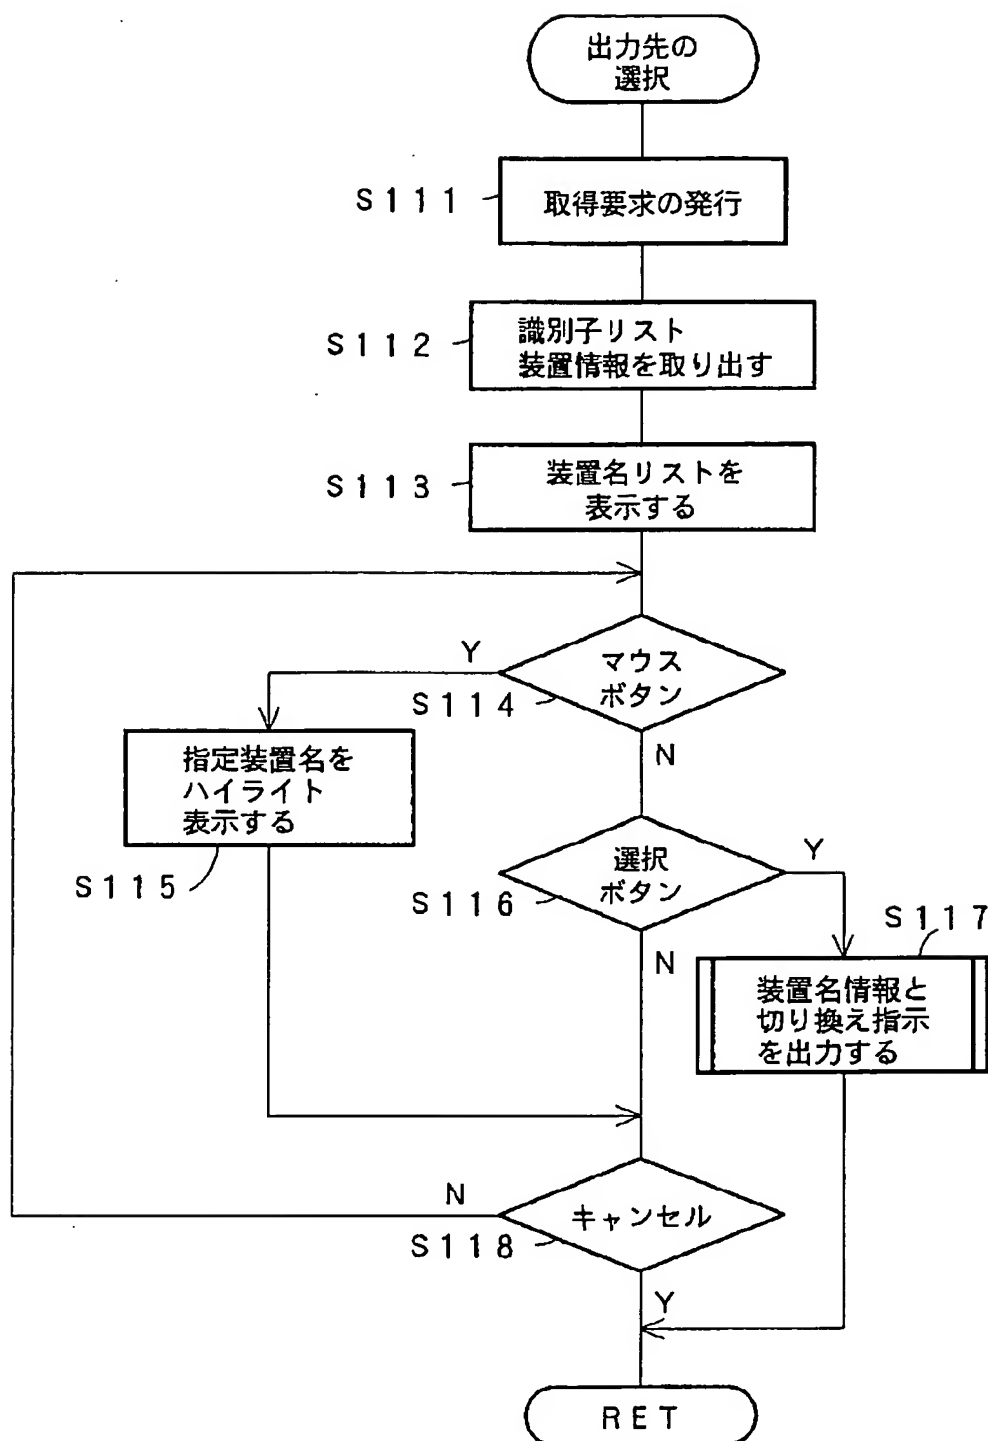 出力先の
選択
S111
取得要求の発行
S112
識別子リスト
装置情報を取り出す
S113
装置名リストを
表示する
Y
マウス
ボタン
S114
N
指定装置名を
ハイライト
表示する
S115
選択
ボタン
Y
S116
N
S117
装置名情報と
切り換え指示
を出力する
N
キャンセル
S118
Y
RET